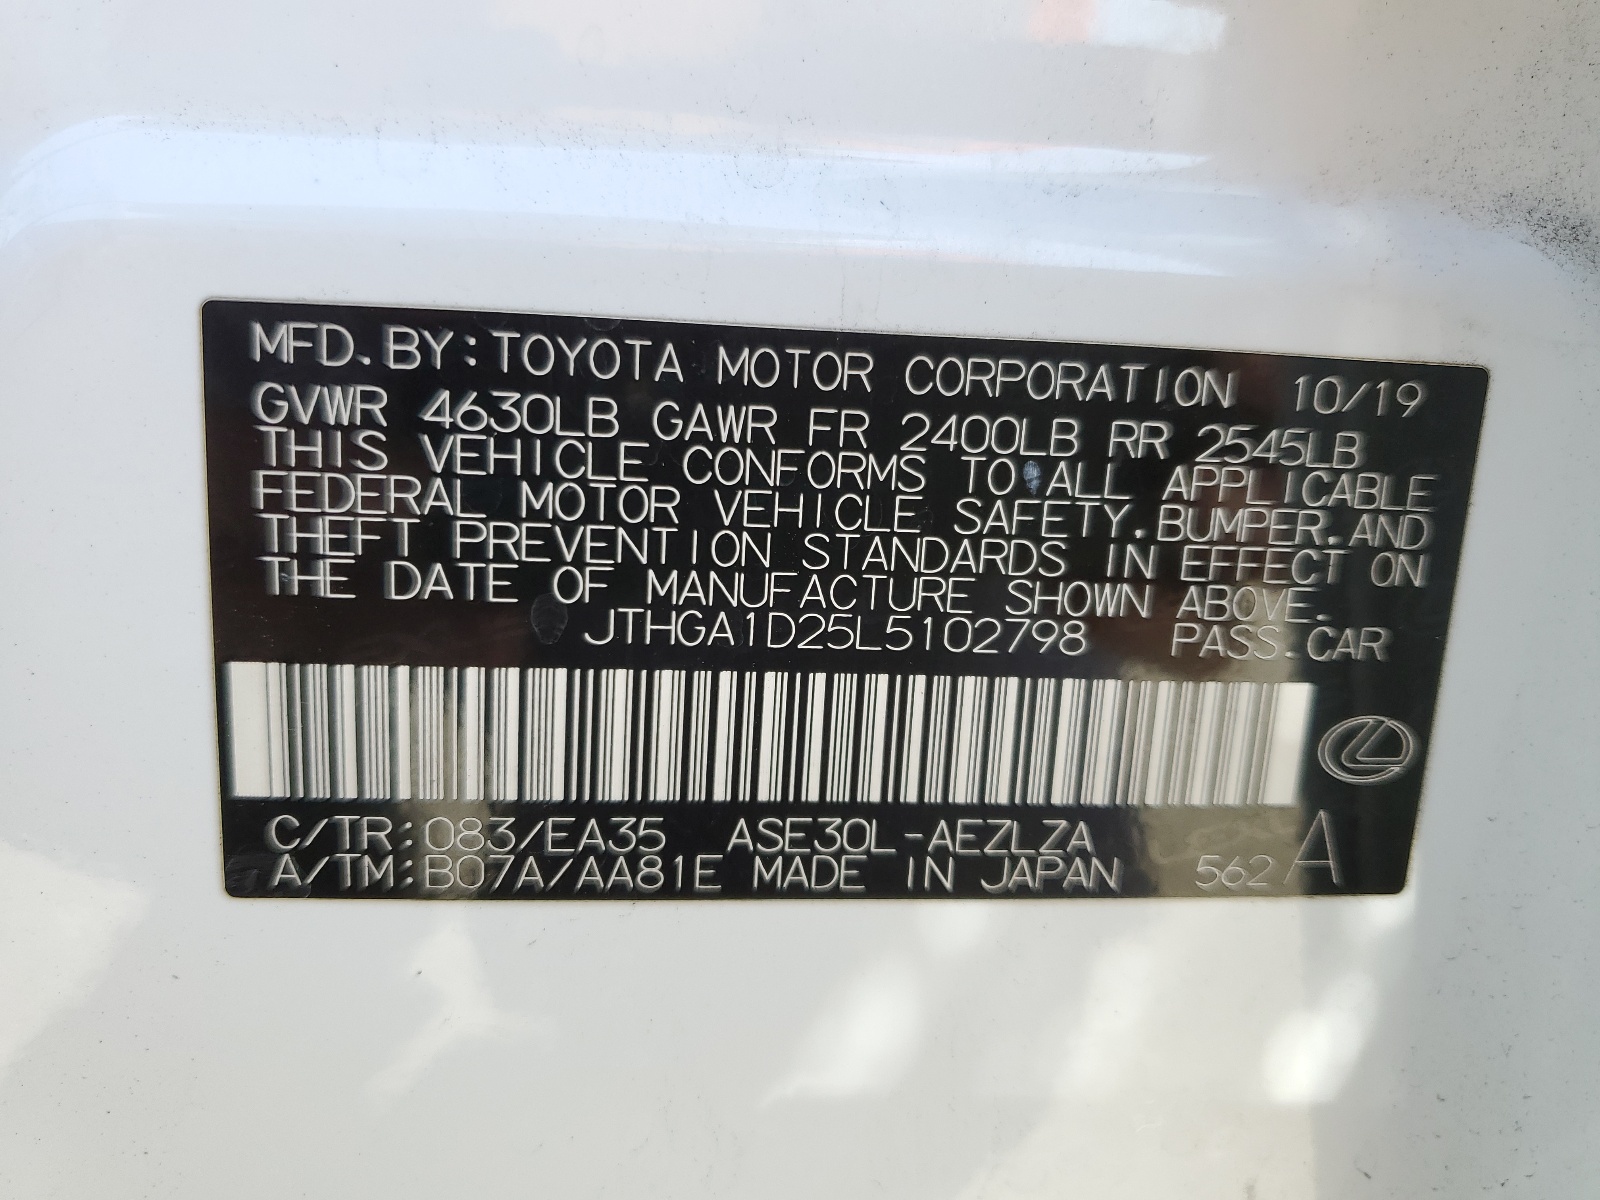 MFD.BY:TOYOTA MOTOR CORPORATION 10/19
GVWR 4630LB GAWR FR 2400LB RR 2545LB
THIS VEHICLE CONFORMS TO ALL APPLICABLE
FEDERAL MOTOR VEHICLE SAFETY.BUMPER.AND
THEFT PREVENTION STANDARDS IN EFFECT ON
THE DATE OF MANUFACTURE SHOWN ABOVE.
JTHGA1D25L5102798 PASS.CAR
C/TR:083/EA35 ASE30L-AEZLZA
A/TM:B07A/AA81E MADE IN JAPAN 562 A